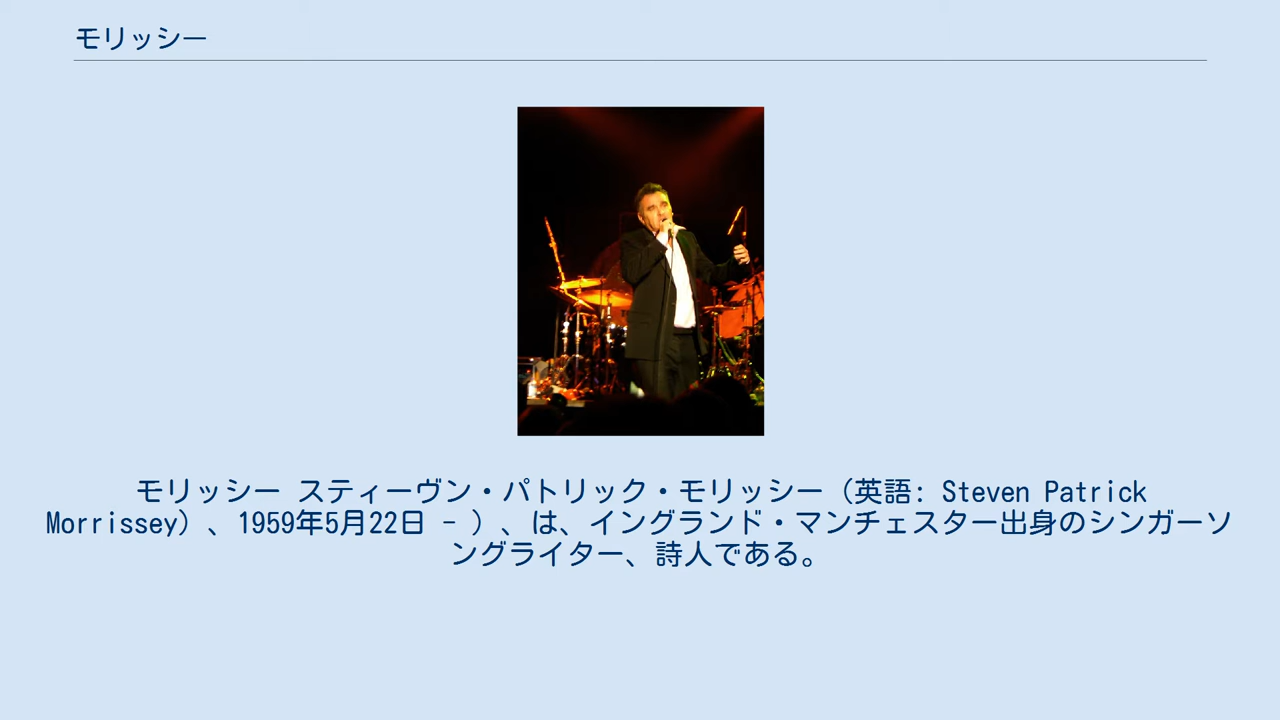 モリッシー
モリッシー スティーヴン・パトリック・モリッシー（英語: Steven Patrick
Morrissey）、1959年5月22日 - ）、は、イングランド・マンチェスター出身のシンガーソ
ングライター、詩人である。